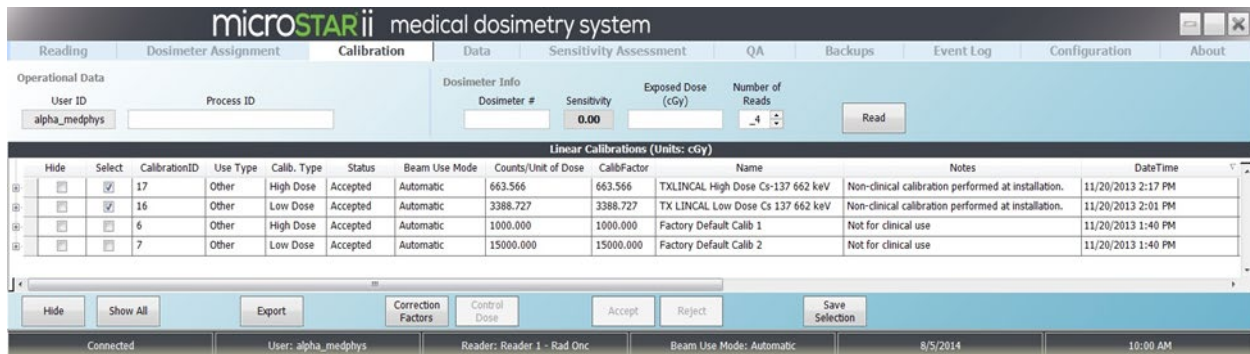 microSTARii medical dosimetry system
Reading Dosimeter Assignment Calibration Data Sensitivity Assessment QA Backups Event Log Configuration About
Operational Data
User ID Process ID
alpha_medphys
Dosimeter Info
Dosimeter # Sensitivity Exposed Dose (cGy) Number of Reads
0.00 _4 Read
Linear Calibrations (Units: cGy)
Hide Select CalibrationID Use Type Calib. Type Status Beam Use Mode Counts/Unit of Dose CalibFactor Name Notes DateTime
17 Other High Dose Accepted Automatic 663.566 663.566 TXLINCAL High Dose Cs-137 662 keV Non-clinical calibration performed at installation. 11/20/2013 2:17 PM
16 Other Low Dose Accepted Automatic 3388.727 3388.727 TX LINCAL Low Dose Cs 137 662 keV Non-clinical calibration performed at installation. 11/20/2013 2:01 PM
6 Other High Dose Accepted Automatic 1000.000 1000.000 Factory Default Calib 1 Not for clinical use 11/20/2013 1:40 PM
7 Other Low Dose Accepted Automatic 15000.000 15000.000 Factory Default Calib 2 Not for clinical use 11/20/2013 1:40 PM
Hide Show All Export Correction Factors Control Dose Accept Reject Save Selection
Connected User: alpha_medphys Reader: Reader 1 - Rad Onc Beam Use Mode: Automatic 8/5/2014 10:00 AM